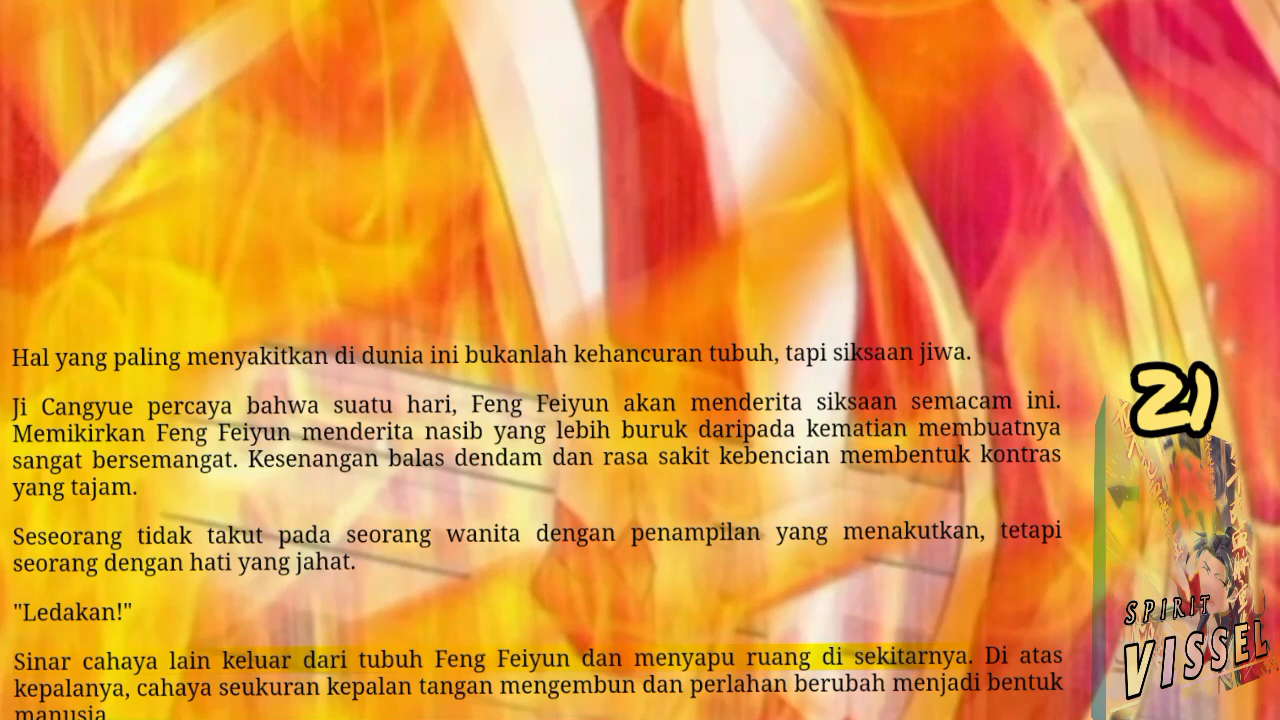 Hal yang paling menyakitkan di dunia ini bukanlah kehancuran tubuh, tapi siksaan jiwa.
Ji Cangyue percaya bahwa suatu hari, Feng Feiyun akan menderita siksaan semacam ini.
Memikirkan Feng Feiyun menderita nasib yang lebih buruk daripada kematian membuatnya
sangat bersemangat. Kesenangan balas dendam dan rasa sakit kebencian membentuk kontras
yang tajam.
Seseorang tidak takut pada seorang wanita dengan penampilan yang menakutkan, tetapi
seorang dengan hati yang jahat.
"Ledakan!"
Sinar cahaya lain keluar dari tubuh Feng Feiyun dan menyapu ruang di sekitarnya. Di atas
kepalanya, cahaya seukuran kepalan tangan mengembun dan perlahan berubah menjadi bentuk
manusia
21
SPIRIT
VISSEL